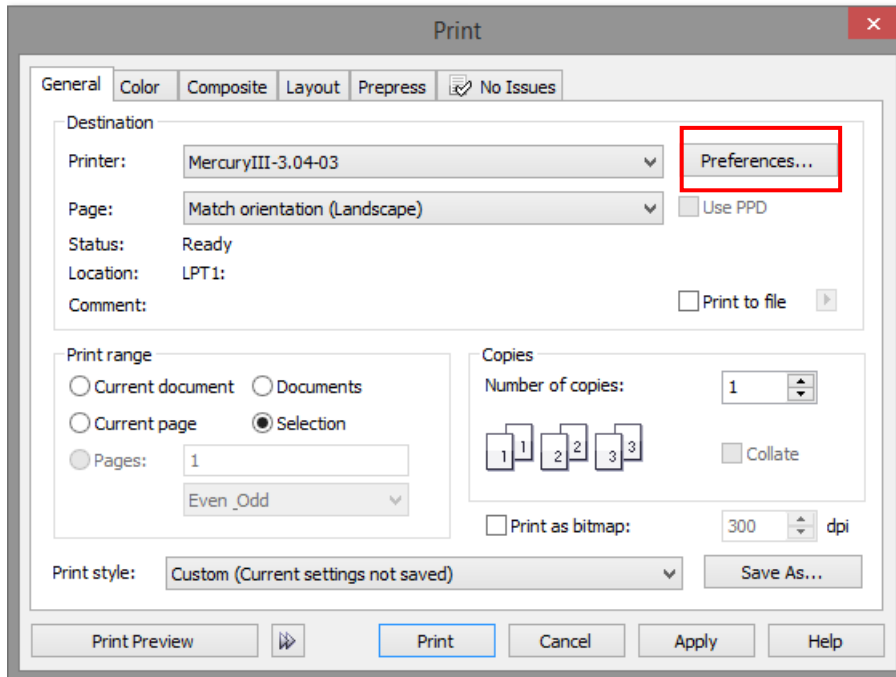 Print
General Color Composite Layout Prepress No Issues
Destination
Printer: MercuryIII-3.04-03 Preferences...
Page: Match orientation (Landscape) Use PPD
Status: Ready
Location: LPT1:
Comment: Print to file
Print range
Current document Documents
Current page Selection
Pages: 1
Even _Odd
Copies
Number of copies: 1
1 1 2 2 3 3
Collate
Print as bitmap: 300 dpi
Print style: Custom (Current settings not saved) Save As...
Print Preview Print Cancel Apply Help